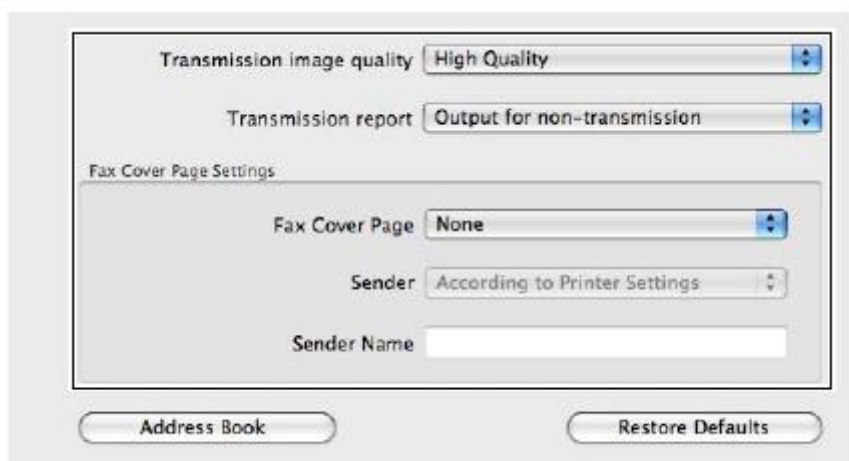 Transmission image quality High Quality
Transmission report Output for non-transmission
Fax Cover Page Settings
Fax Cover Page None
Sender According to Printer Settings
Sender Name
Address Book Restore Defaults